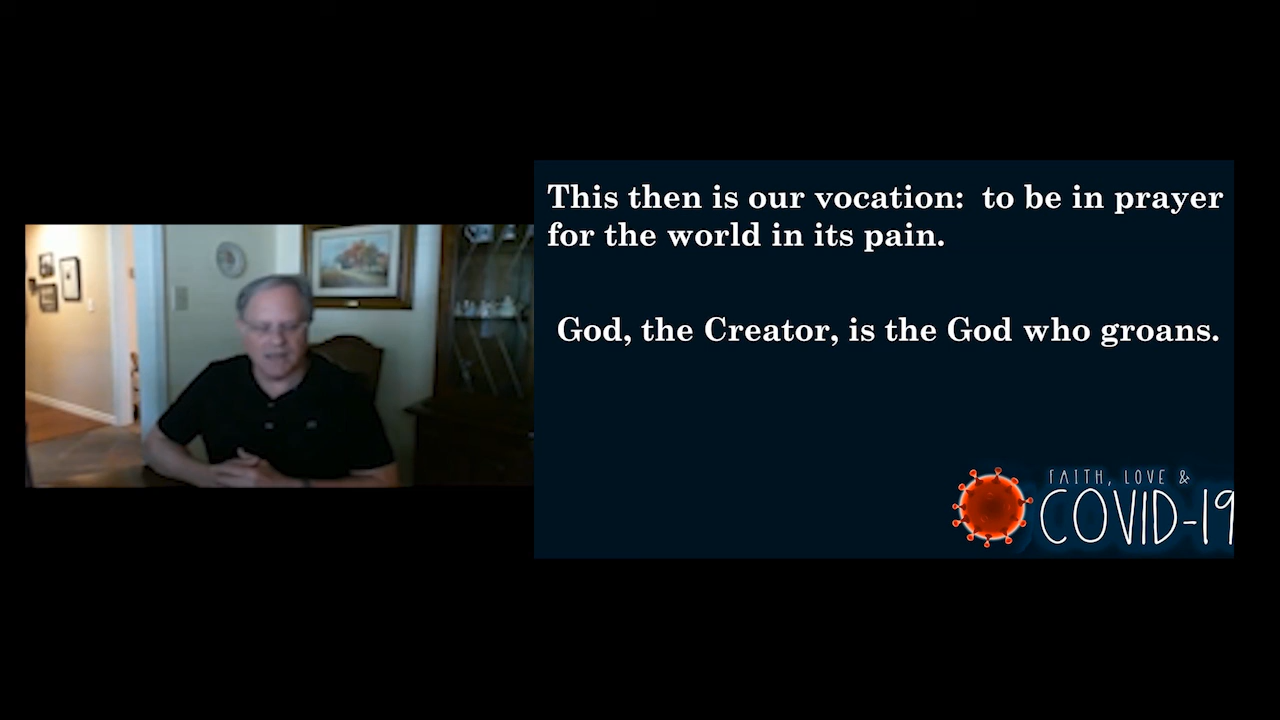 This then is our vocation:  to be in prayer
for the world in its pain.
God, the Creator, is the God who groans.
FAITH, LOVE &
COVID-19